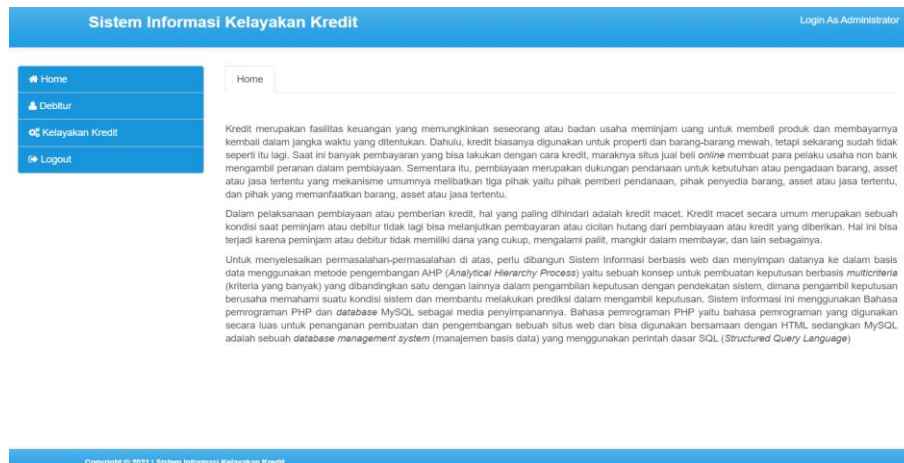 Sistem Informasi Kelayakan Kredit
Login As Administrator
Home
Debitur
Kelayakan Kredit
Logout
Home
Kredit merupakan fasilitas keuangan yang memungkinkan seseorang atau badan usaha meminjam uang untuk membeli produk dan membayarnya
kembali dalam jangka waktu yang ditentukan. Dahulu, kredit biasanya digunakan untuk properti dan barang-barang mewah, tetapi sekarang sudah tidak
seperti itu lagi. Saat ini banyak pembayaran yang bisa lakukan dengan cara kredit, maraknya situs jual beli online membuat para pelaku usaha non bank
mengambil peranan dalam pembiayaan. Sementara itu, pembiayaan merupakan dukungan pendanaan untuk kebutuhan atau pengadaan barang, asset
atau jasa tertentu yang mekanisme umumnya melibatkan tiga pihak yaitu pihak pemberi pendanaan, pihak penyedia barang, asset atau jasa tertentu,
dan pihak yang memanfaatkan barang, asset atau jasa tertentu.
Dalam pelaksanaan pembiayaan atau pemberian kredit, hal yang paling dihindari adalah kredit macet. Kredit macet secara umum merupakan sebuah
kondisi saat peminjam atau debitur tidak lagi bisa melanjutkan pembayaran atau cicilan hutang dari pembiayaan atau kredit yang diberikan. Hal ini bisa
terjadi karena peminjam atau debitur tidak memiliki dana yang cukup, mengalami pailit, mangkir dalam membayar, dan lain sebagainya.
Untuk menyelesaikan permasalahan-permasalahan di atas, perlu dibangun Sistem Informasi berbasis web dan menyimpan datanya ke dalam basis
data menggunakan metode pengembangan AHP (Analytical Hierarchy Process) yaitu sebuah konsep untuk pembuatan keputusan berbasis multicriteria
(kriteria yang banyak) yang dibandingkan satu dengan lainnya dalam pengambilan keputusan dengan pendekatan sistem, dimana pengambil keputusan
berusaha memahami suatu kondisi sistem dan membantu melakukan prediksi dalam mengambil keputusan. Sistem informasi ini menggunakan Bahasa
pemrograman PHP dan database MySQL sebagai media penyimpanannya. Bahasa pemrograman PHP yaitu bahasa pemrograman yang digunakan
secara luas untuk penanganan pembuatan dan pengembangan sebuah situs web dan bisa digunakan bersamaan dengan HTML sedangkan MySQL
adalah sebuah database management system (manajemen basis data) yang menggunakan perintah dasar SQL (Structured Query Language)
Copyright © 2021 | Sistem Informasi Kelayakan Kredit